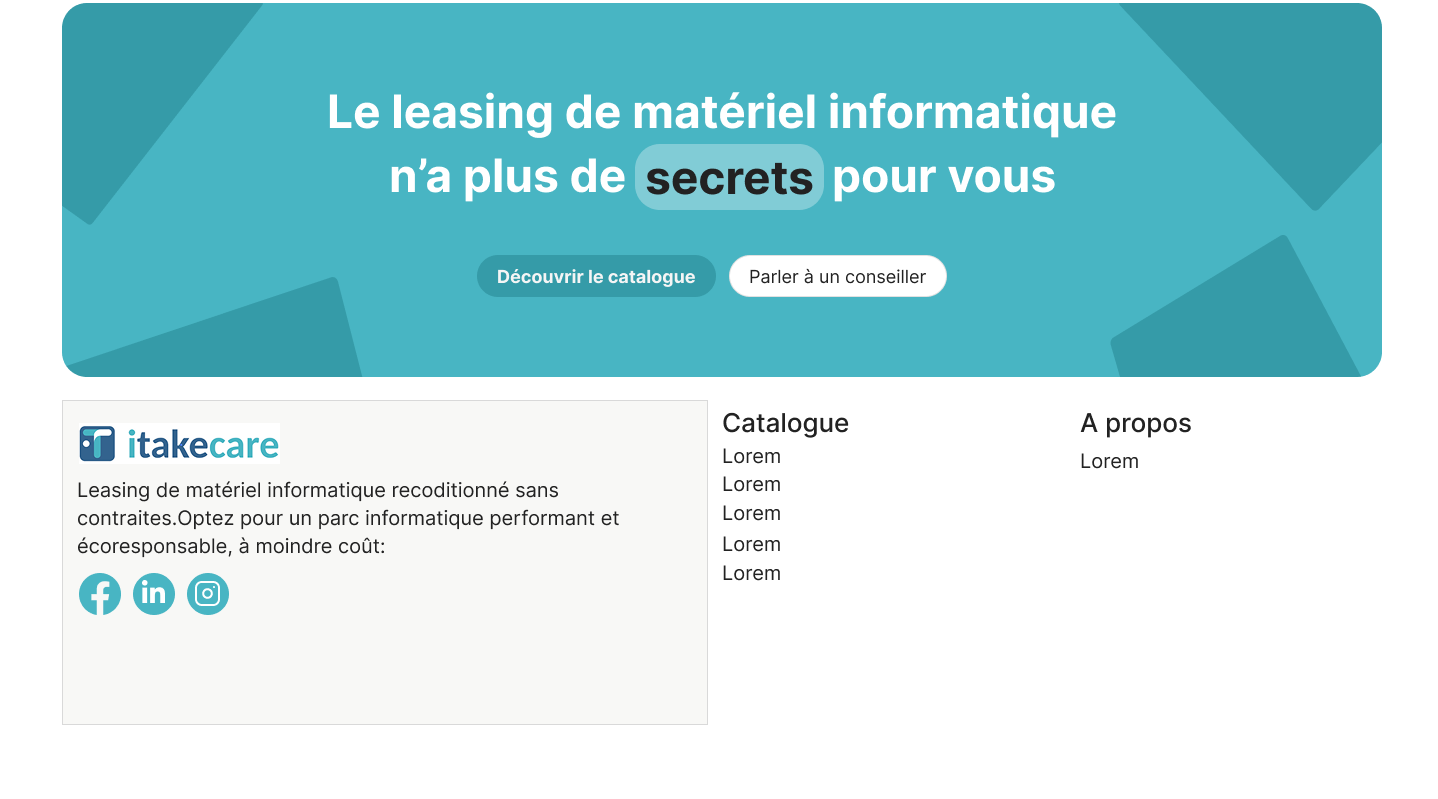 Le leasing de matériel informatique
n’a plus de secrets pour vous
Découvrir le catalogue
Parler à un conseiller
itakecare
Leasing de matériel informatique recoditionné sans
contraites.Optez pour un parc informatique performant et
écoresponsable, à moindre coût:
in
Catalogue
Lorem
Lorem
Lorem
Lorem
Lorem
A propos
Lorem